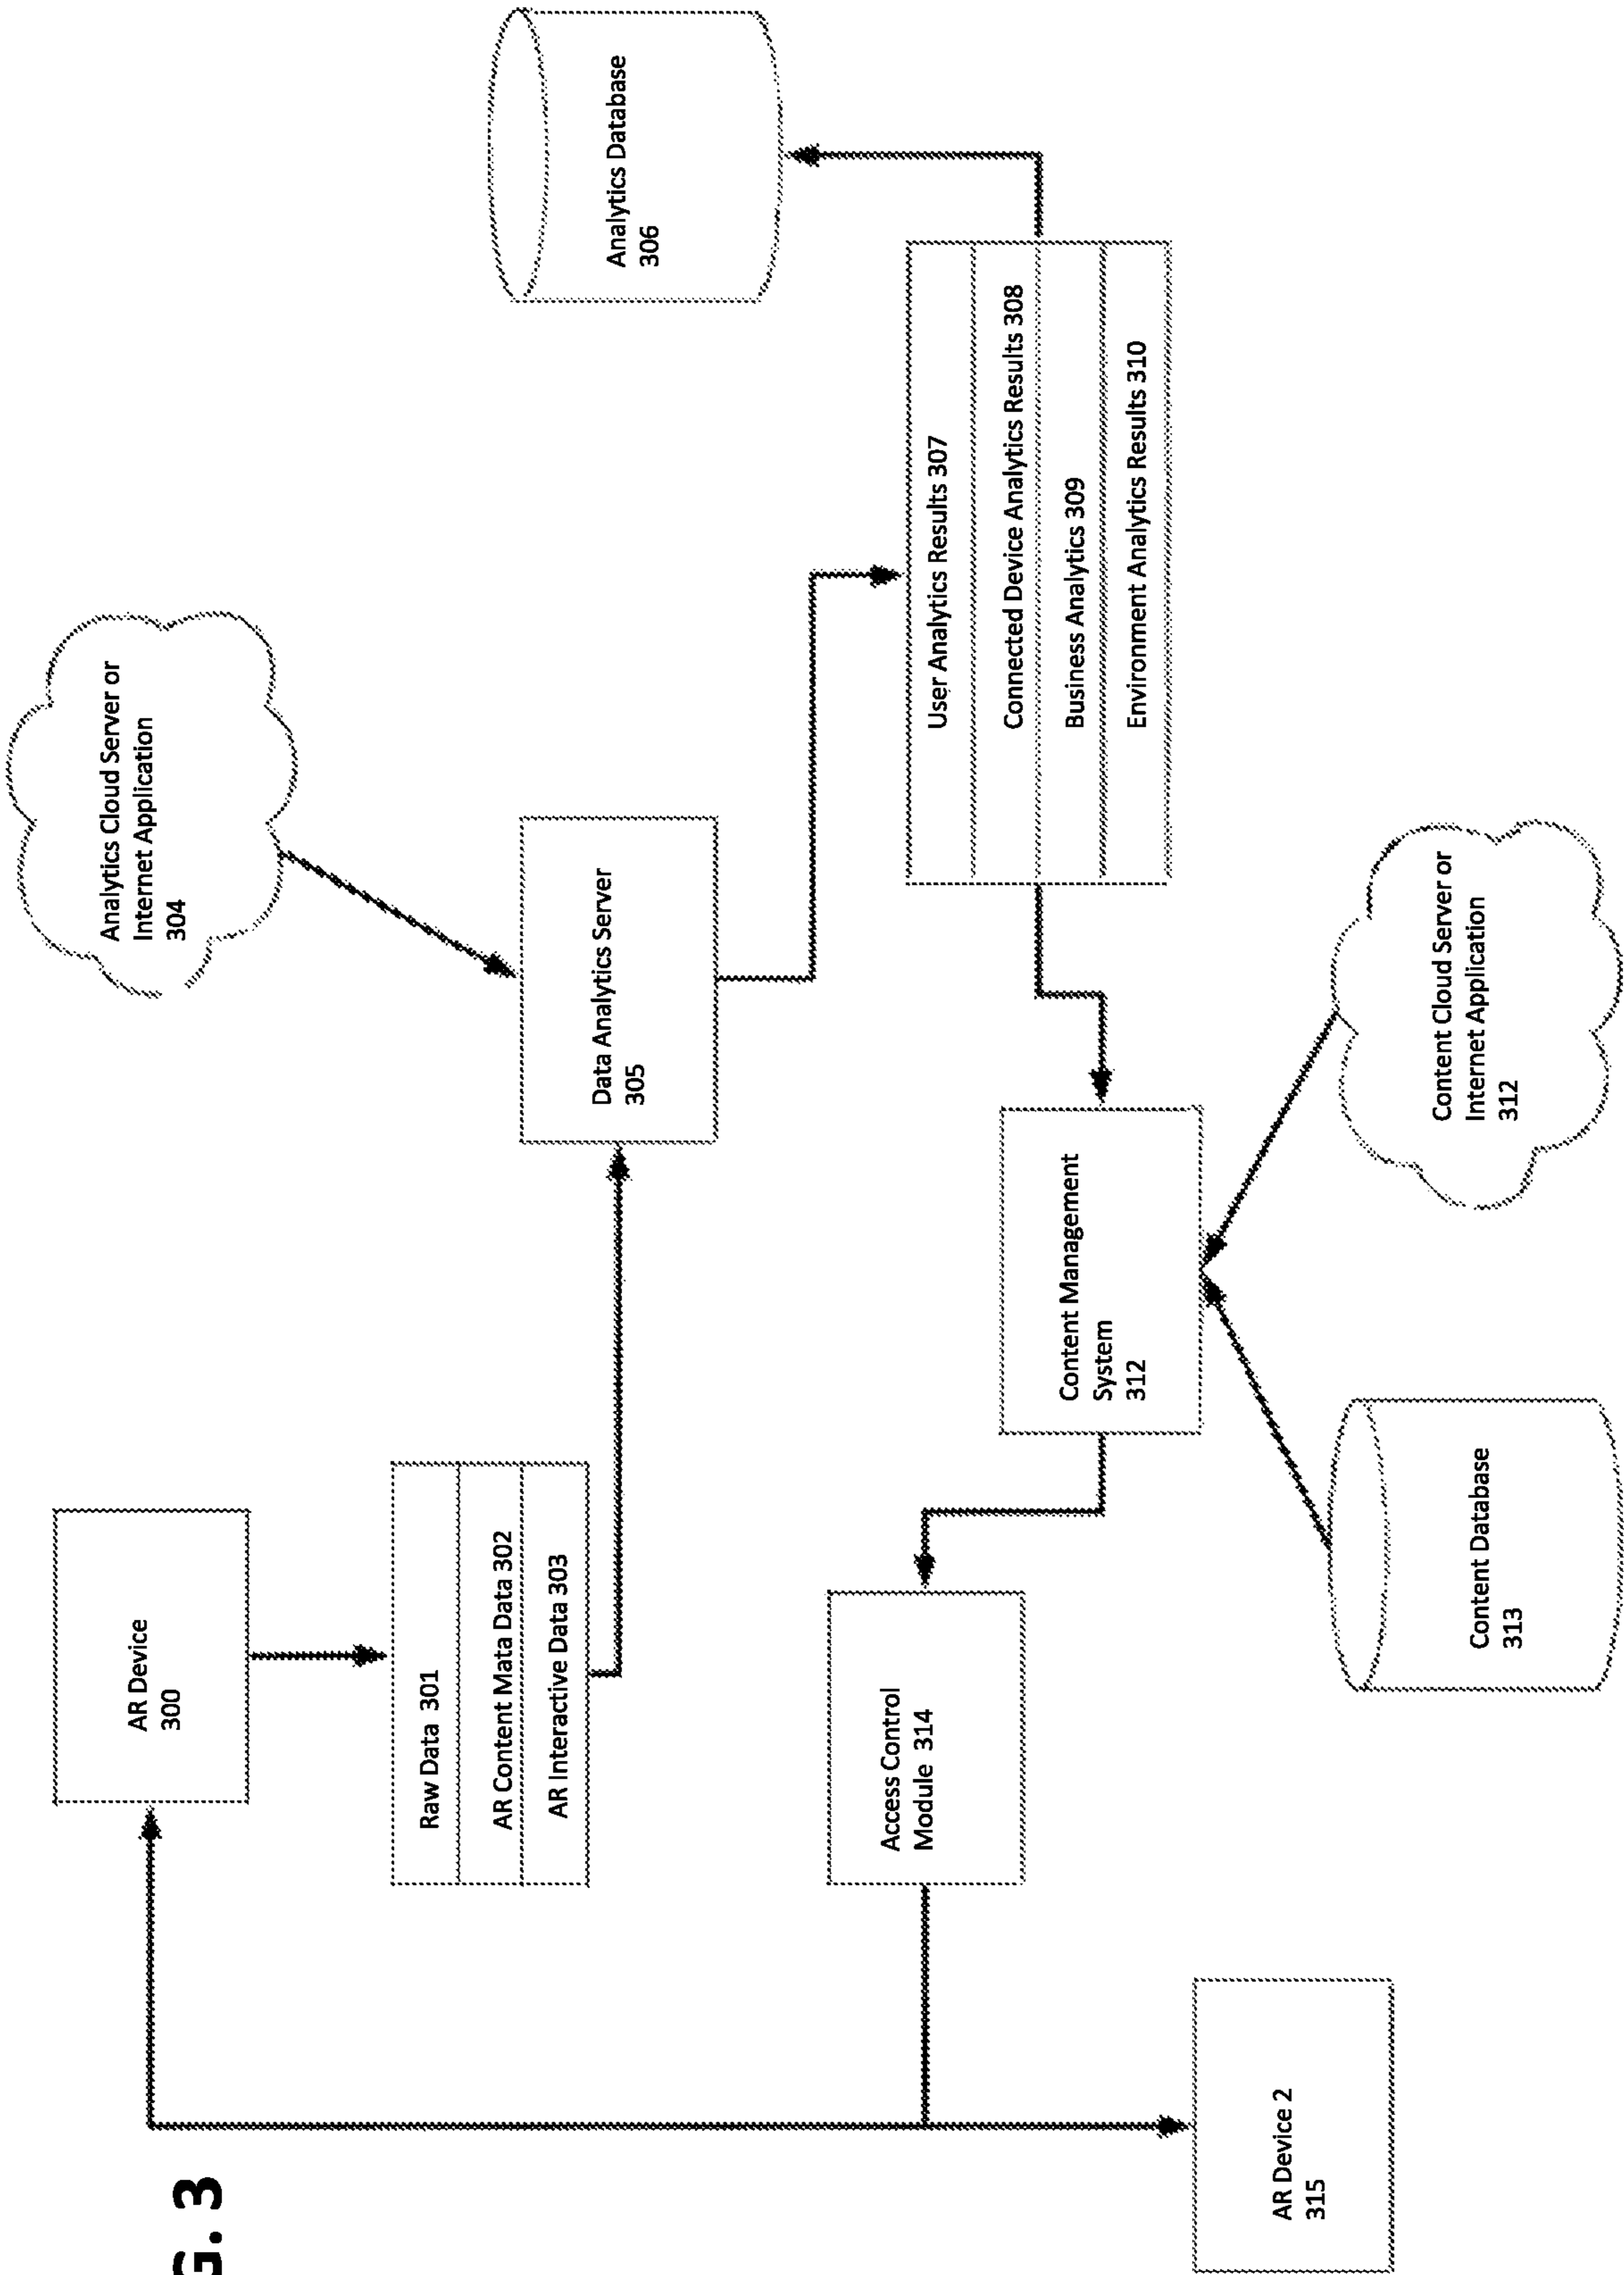 G. 3
AR Device
300
Analytics Cloud Server or
Internet Application
304
Raw Data 301
AR Content Mata Data 302
AR Interactive Data 303
Data Analytics Server
305
Analytics Database
306
Access Control
Module 314
User Analytics Results 307
Connected Device Analytics Results 308
Business Analytics 309
Environment Analytics Results 310
Content Management
System
312
AR Device 2
315
Content Database
313
Content Cloud Server or
Internet Application
312